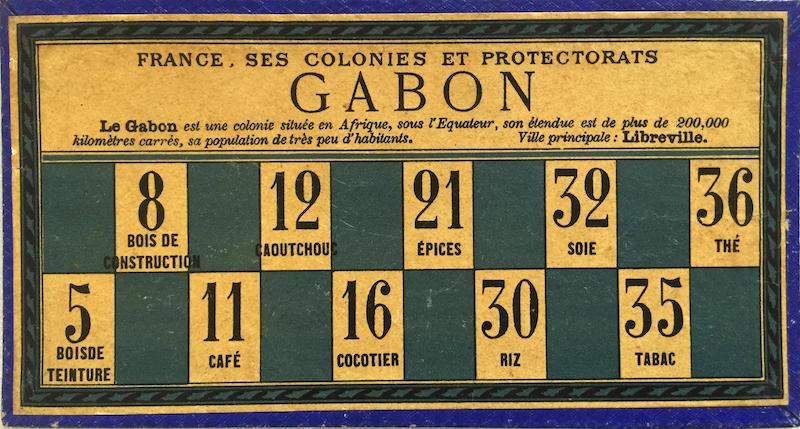 FRANCE, SES COLONIES ET PROTECTORATS
GABON
Le Gabon est une colonie située en Afrique, sous l'Equateur, son étendue est de plus de 200,000
kilomètres carrés, sa population de très peu d'habitants. Ville principale : Libreville.
8 12 21 32 36
BOIS DE CONSTRUCTION CAOUTCHOUC ÉPICES SOIE THÉ
5 11 16 30 35
BOISDE TEINTURE CAFÉ COCOTIER RIZ TABAC